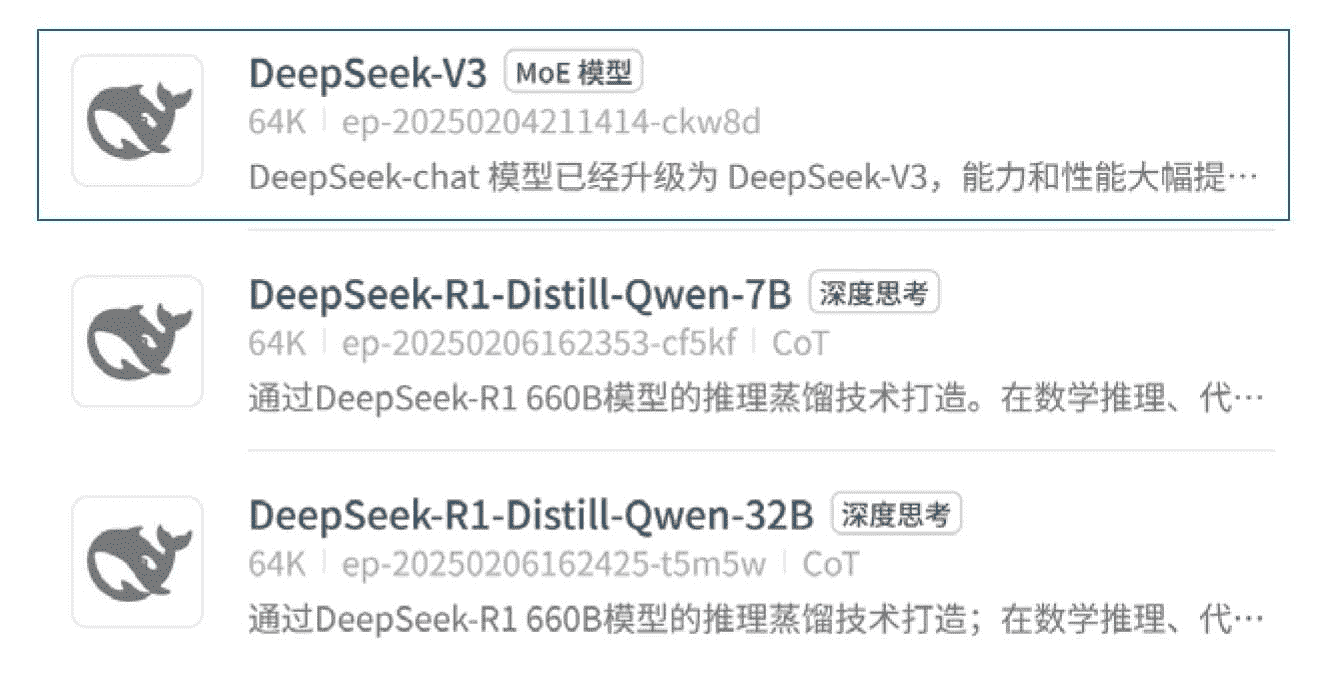 DeepSeek-V3 MoE 模型
64K ep-20250204211414-ckw8d
DeepSeek-chat 模型已经升级为 DeepSeek-V3，能力和性能大幅提…
DeepSeek-R1-Distill-Qwen-7B 深度思考
64K ep-20250206162353-cf5kf CoT
通过DeepSeek-R1 660B模型的推理蒸馏技术打造。在数学推理、代…
DeepSeek-R1-Distill-Qwen-32B 深度思考
64K ep-20250206162425-t5m5w CoT
通过DeepSeek-R1 660B模型的推理蒸馏技术打造；在数学推理、代…